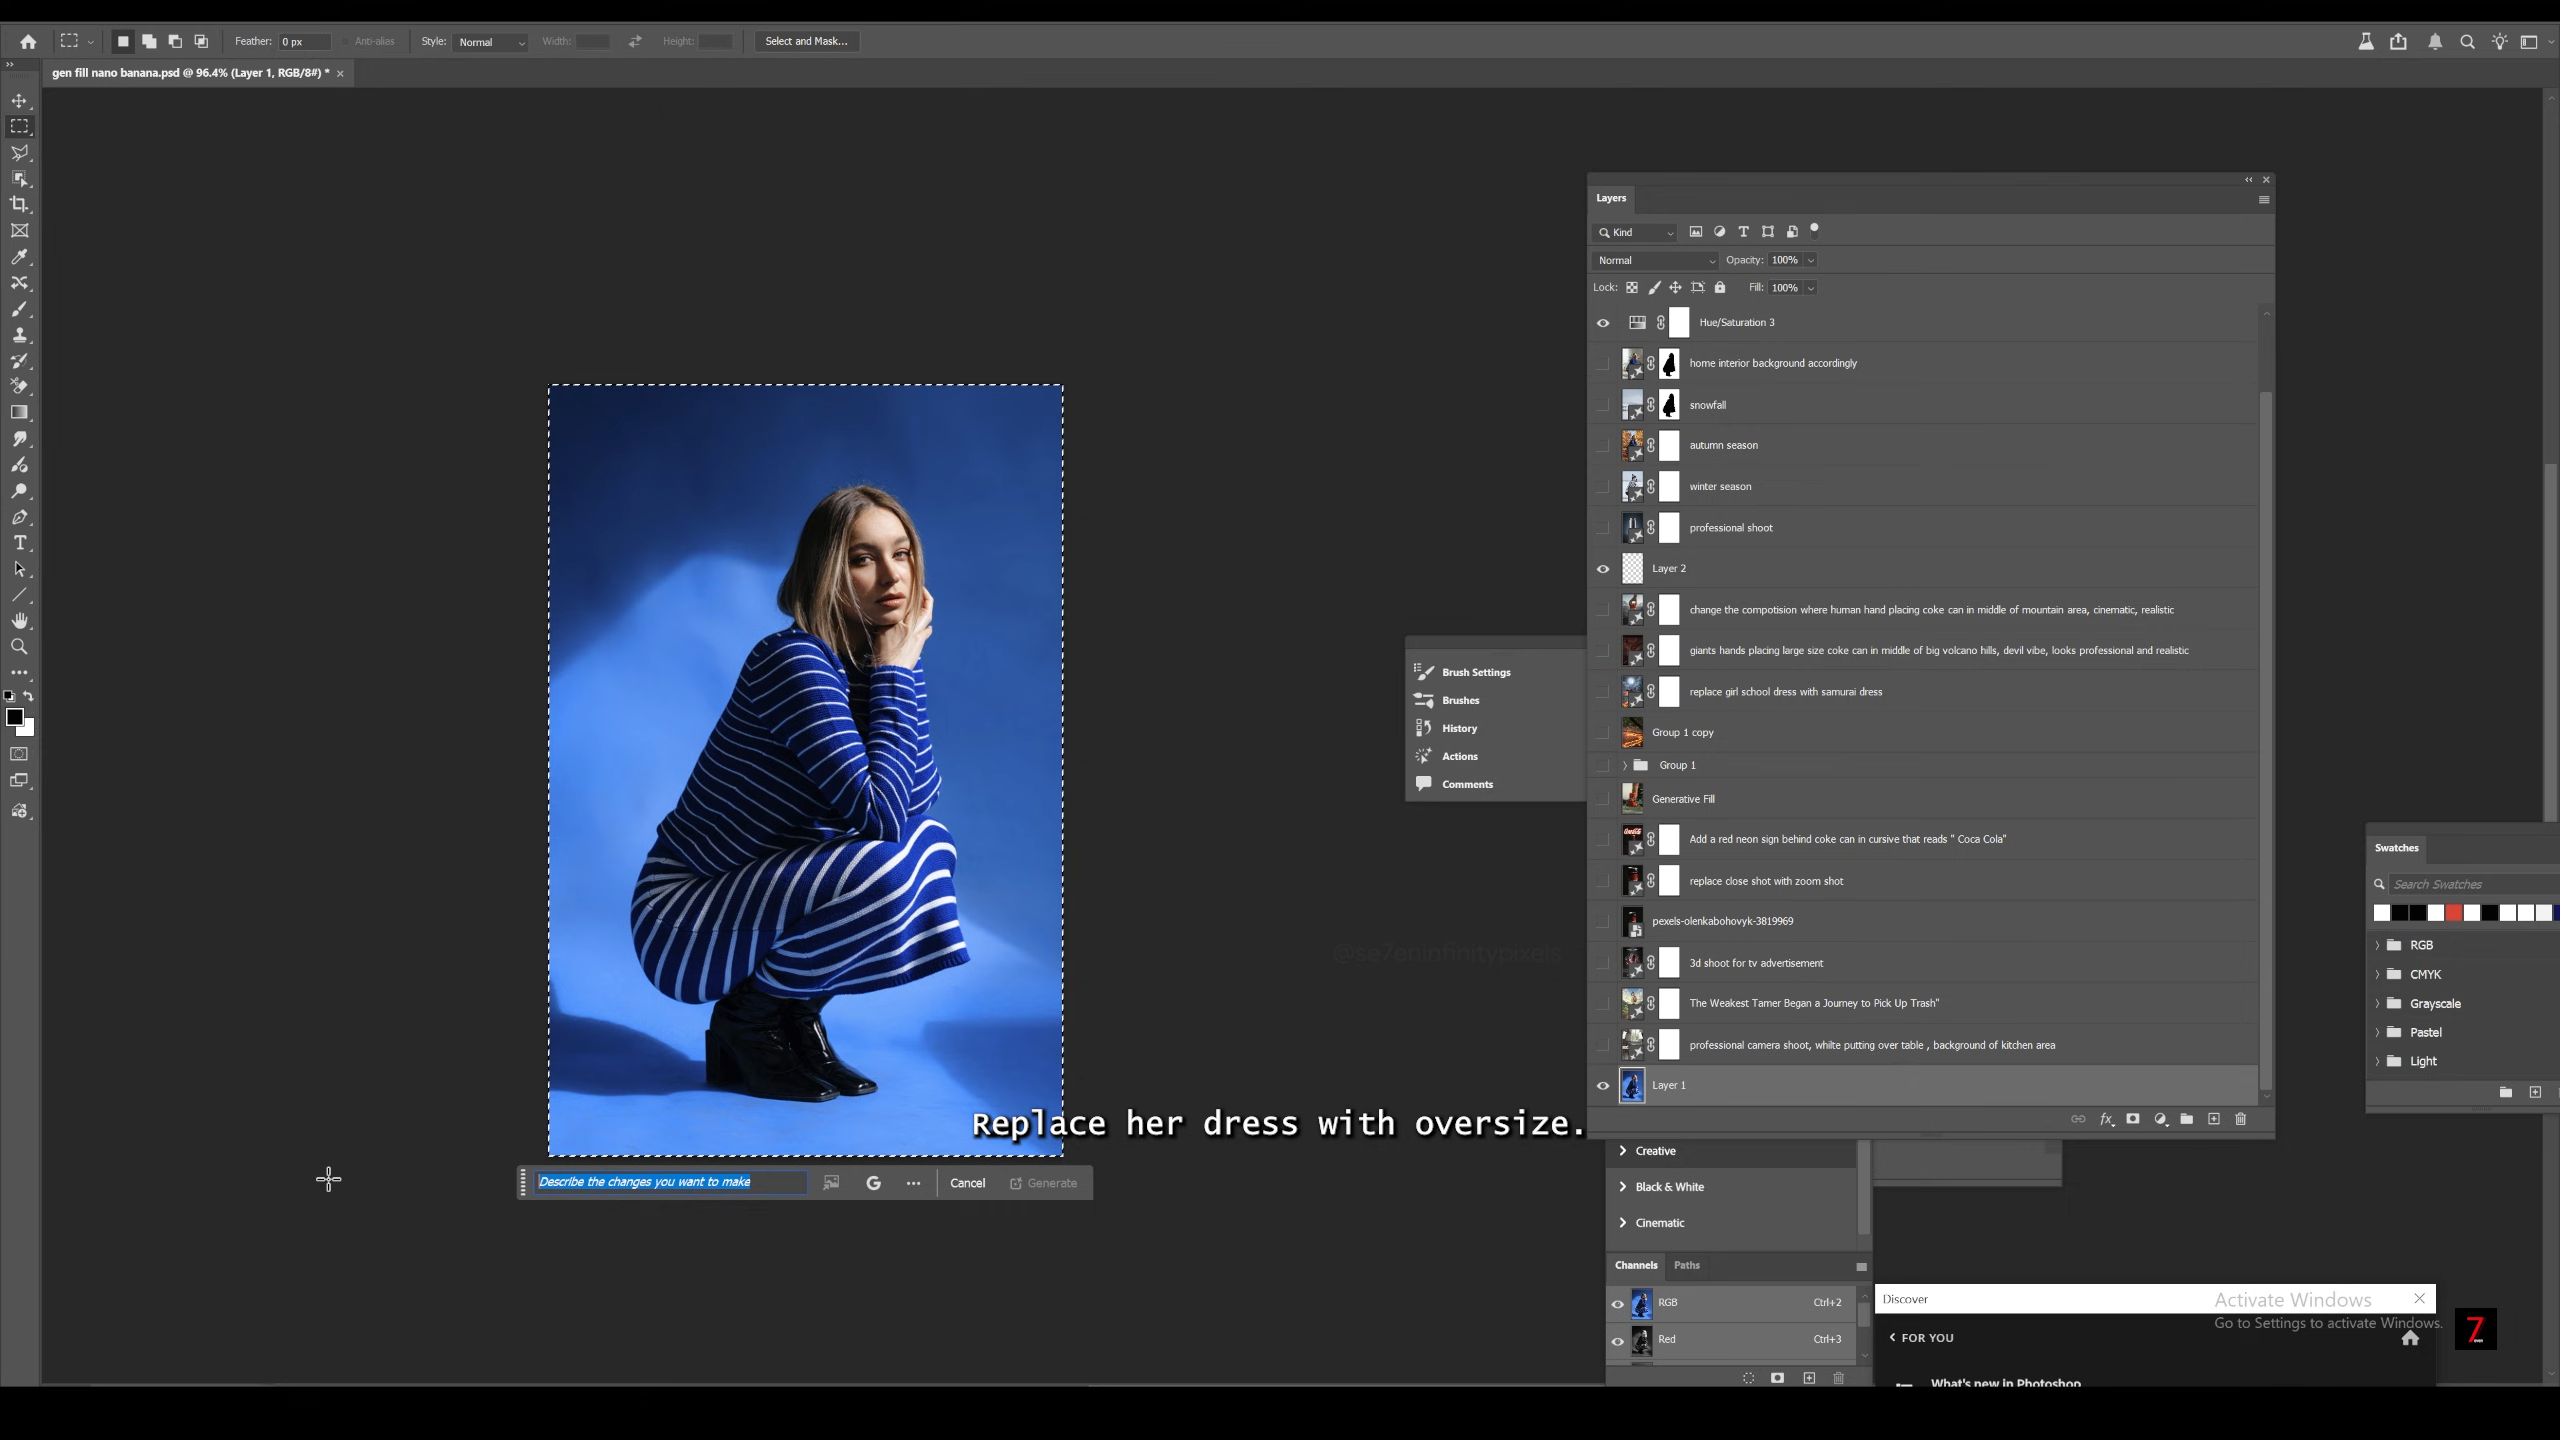 Feather: 0 px Anti-alias Style: Normal Width: Height: Select and Mask...
gen fill nano banana.psd @ 96.4% (Layer 1, RGB/8#) * ×
Layers
Kind
Normal Opacity: 100%
Lock: Fill: 100%
Hue/Saturation 3
home interior background accordingly
snowfall
autumn season
winter season
professional shoot
Layer 2
change the compotision where human hand placing coke can in middle of mountain area, cinematic, realistic
giants hands placing large size coke can in middle of big volcano hills, devil vibe, looks professional and realistic
replace girl school dress with samurai dress
Group 1 copy
Group 1
Generative Fill
Add a red neon sign behind coke can in cursive that reads " Coca Cola"
replace close shot with zoom shot
pexels-olenkabohovyk-3819969
3d shoot for tv advertisement
The Weakest Tamer Began a Journey to Pick Up Trash"
professional camera shoot, whilte putting over table , background of kitchen area
Layer 1
Brush Settings
Brushes
History
Actions
Comments
@se7eninfinitypixels
Swatches
Search Swatches
RGB
CMYK
Grayscale
Pastel
Light
Replace her dress with oversize.
Describe the changes you want to make G Cancel Generate
Creative
Black & White
Cinematic
Channels Paths
RGB Ctrl+2
Red Ctrl+3
Discover
Activate Windows
Go to Settings to activate Windows.
FOR YOU
What's new in Photoshop
7